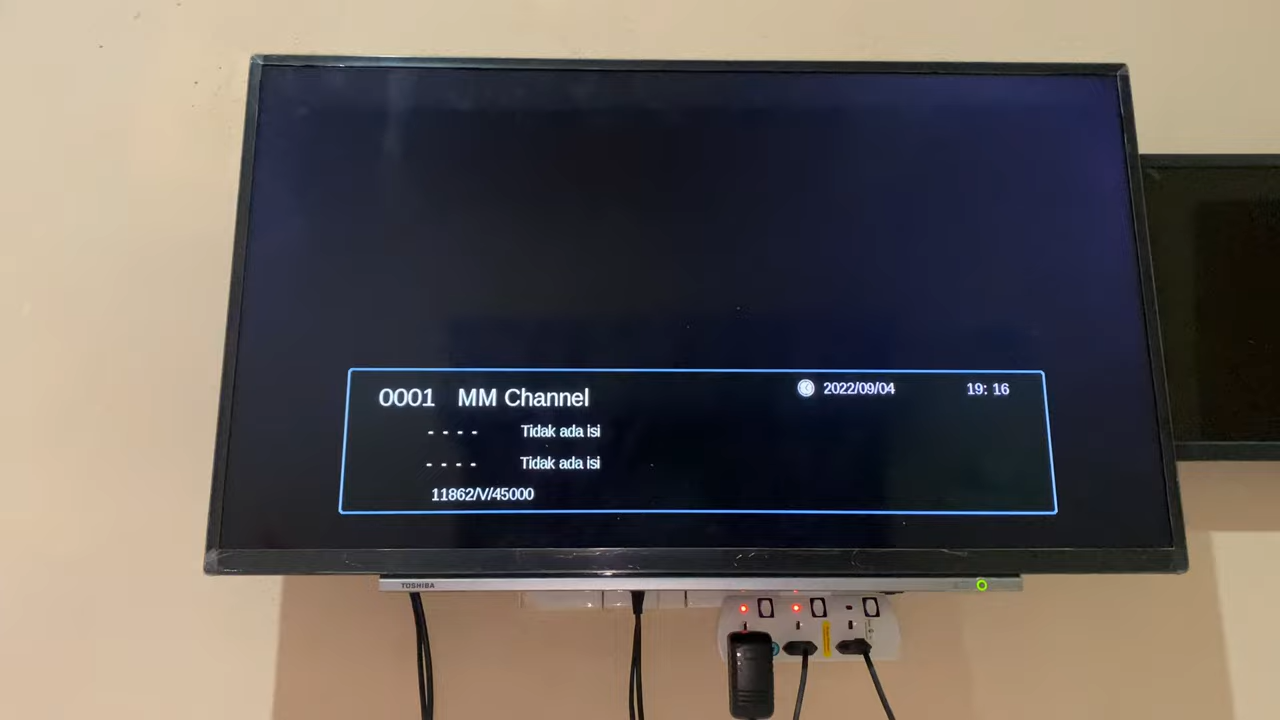 0001 MM Channel
2022/09/04 19: 16
- - - - Tidak ada isi
- - - - Tidak ada isi
11862/V/45000
TOSHIBA